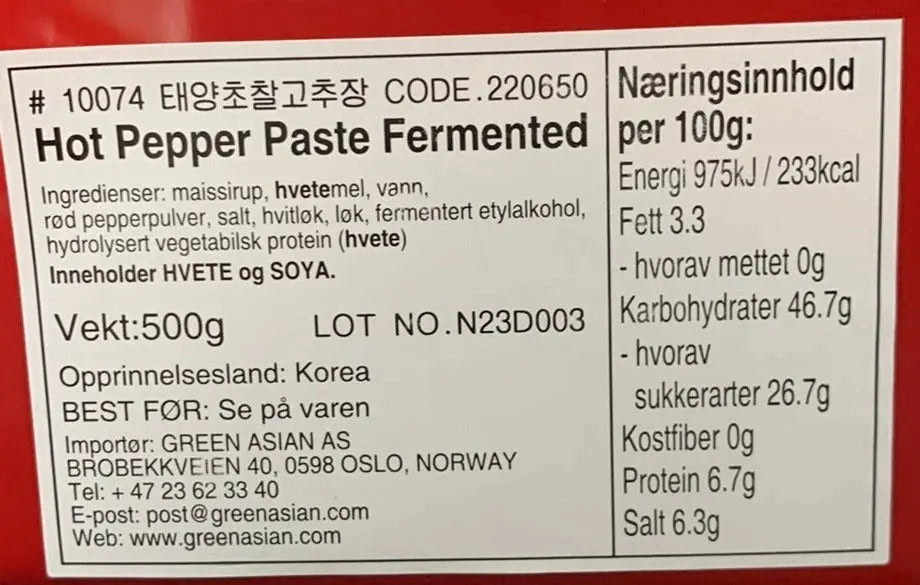 # 10074 태양초찰고추장 CODE.220650
Hot Pepper Paste Fermented
Ingredienser: maissirup, hvetemel, vann,
rød pepperpulver, salt, hvitløk, løk, fermentert etylalkohol,
hydrolysert vegetabilsk protein (hvete)
Inneholder HVETE og SOYA.
Vekt:500g LOT NO.N23D003
Opprinnelsesland: Korea
BEST FØR: Se på varen
Importør: GREEN ASIAN AS
BROBEKKVEIEN 40, 0598 OSLO, NORWAY
Tel: + 47 23 62 33 40
E-post: post@greenasian.com
Web: www.greenasian.com
Næringsinnhold
per 100g:
Energi 975kJ / 233kcal
Fett 3.3
- hvorav mettet 0g
Karbohydrater 46.7g
- hvorav
sukkerarter 26.7g
Kostfiber 0g
Protein 6.7g
Salt 6.3g